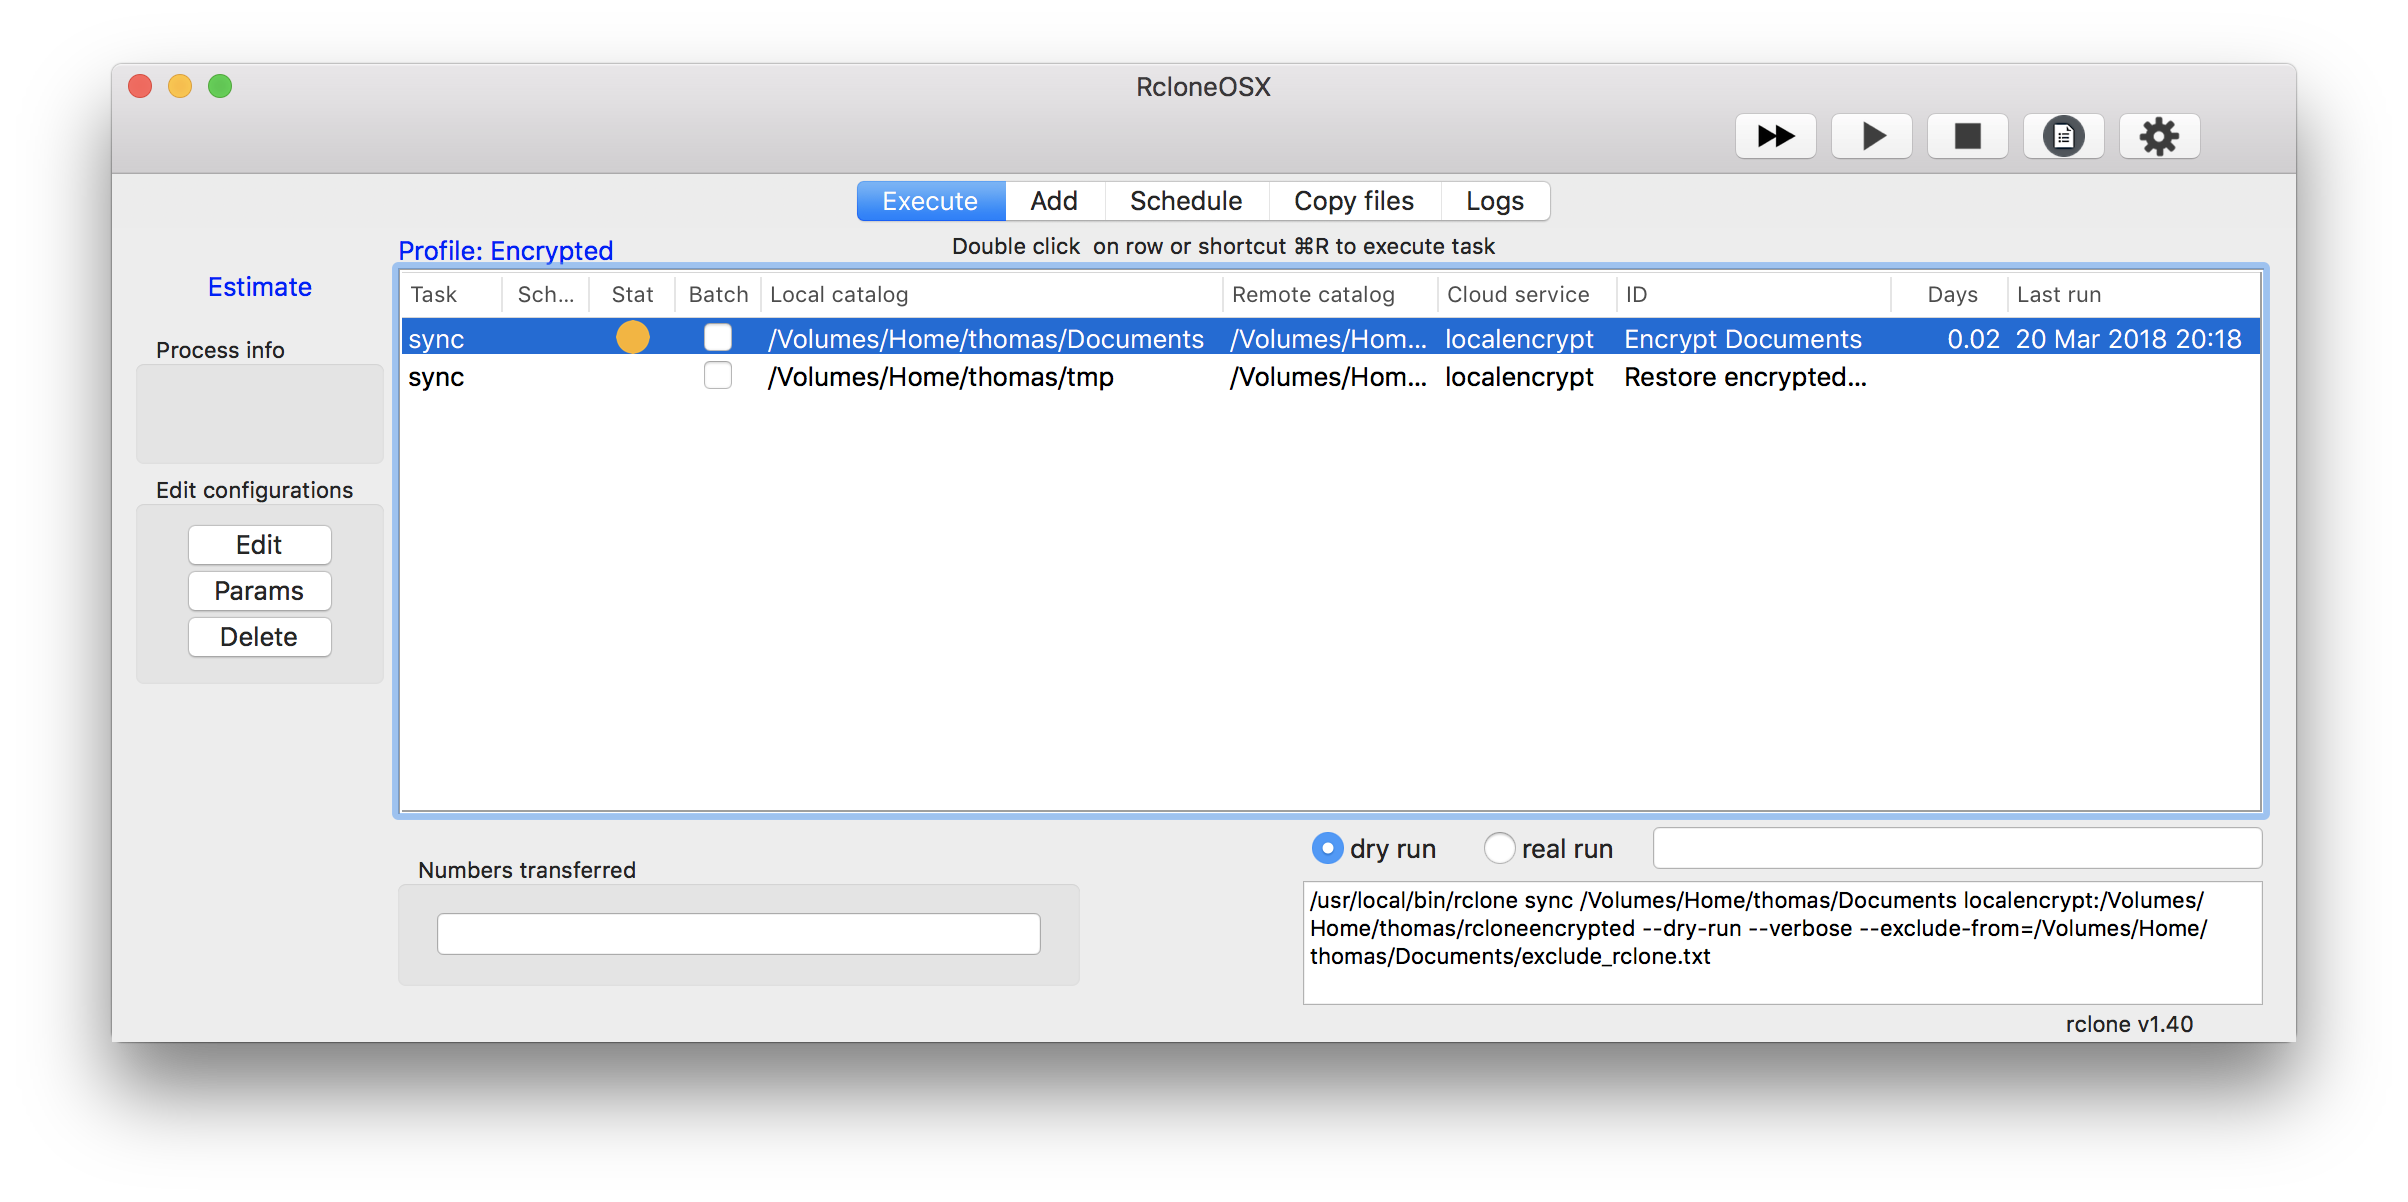 RcloneOSX
Execute Add Schedule Copy files Logs
Profile: Encrypted
Double click  on row or shortcut ⌘R to execute task
Estimate
Task Sch... Stat Batch Local catalog Remote catalog Cloud service ID Days Last run
sync /Volumes/Home/thomas/Documents /Volumes/Hom... localencrypt Encrypt Documents 0.02 20 Mar 2018 20:18
sync /Volumes/Home/thomas/tmp /Volumes/Hom... localencrypt Restore encrypted...
Process info
Edit configurations
Edit
Params
Delete
dry run real run
Numbers transferred
/usr/local/bin/rclone sync /Volumes/Home/thomas/Documents localencrypt:/Volumes/
Home/thomas/rcloneencrypted --dry-run --verbose --exclude-from=/Volumes/Home/
thomas/Documents/exclude_rclone.txt
rclone v1.40